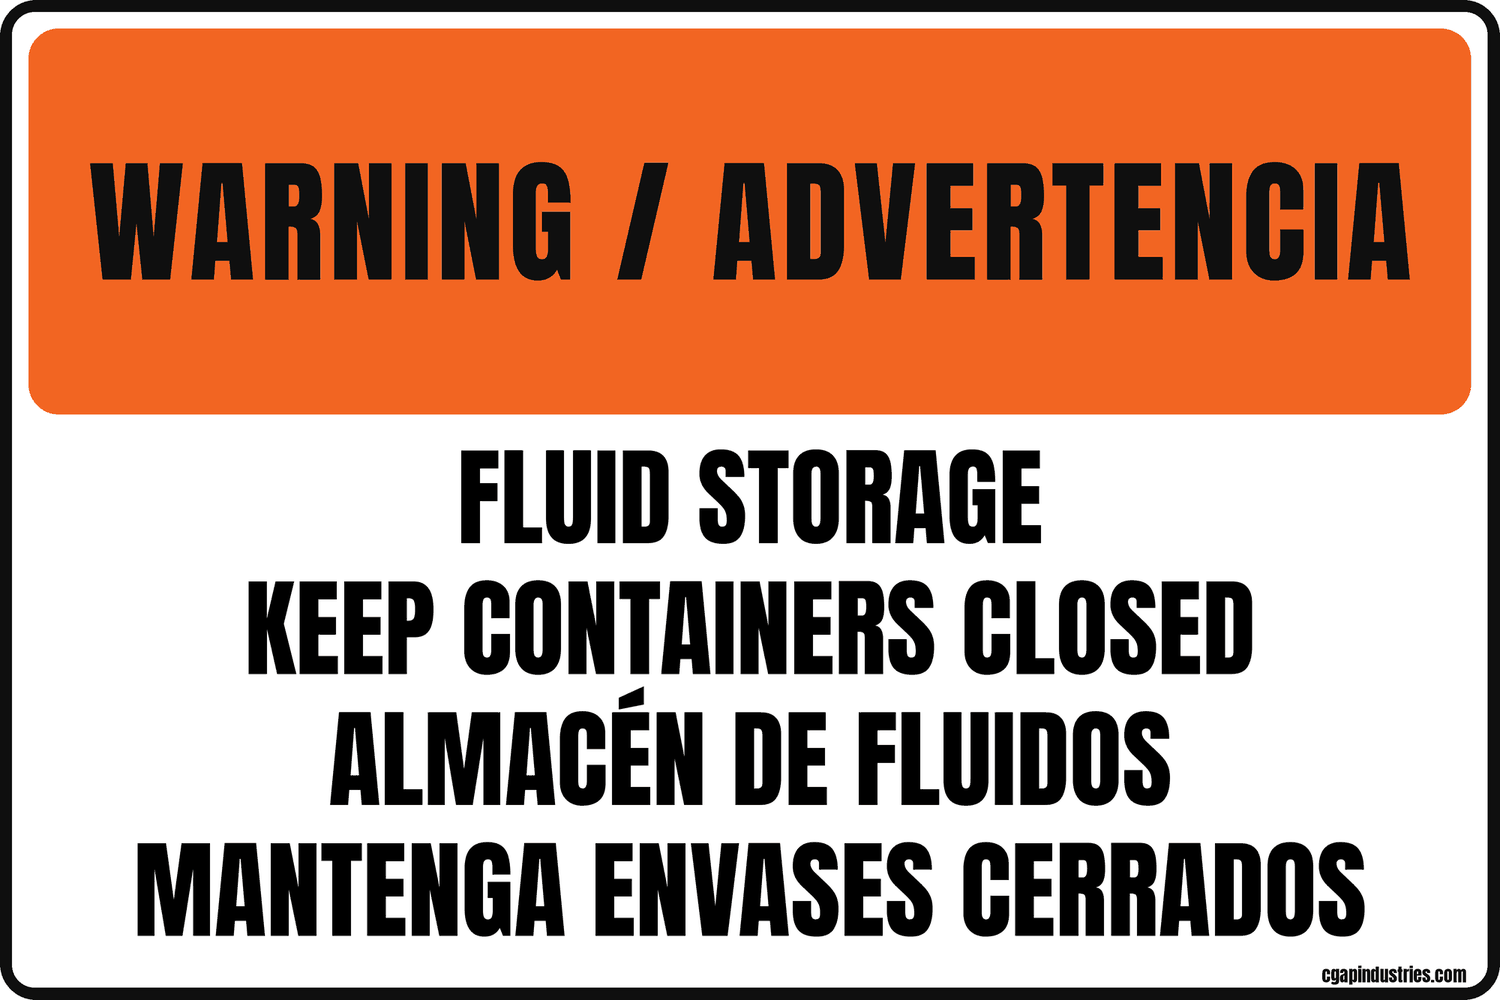 WARNING / ADVERTENCIA
FLUID STORAGE
KEEP CONTAINERS CLOSED
ALMACÉN DE FLUIDOS
MANTENGA ENVASES CERRADOS
cgapindustries.com